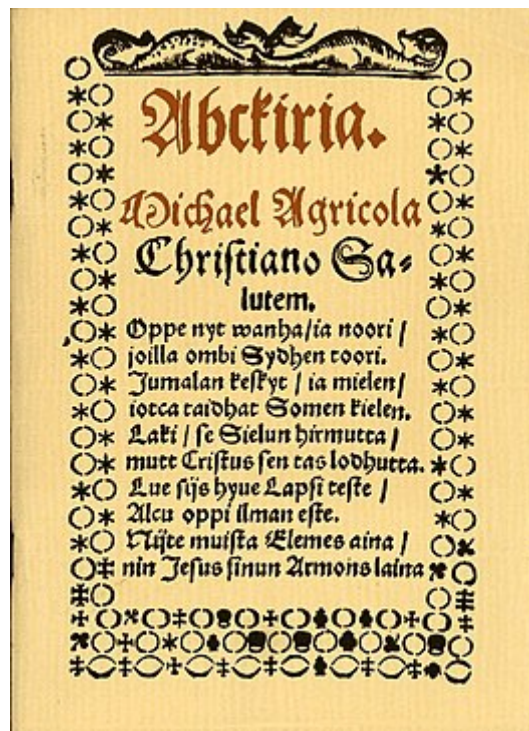 Abckiria.
Michael Agricola
Christiano Sa⸗
lutem.
Oppe nyt wanha/ia noori /
joilla ombi Sydhen toori.
Jumalan keskyt / ia mielen/
iotca taidhat Somen kielen.
Laki / se Sielun hirmutta /
mutt Cristus sen tas lodhutta.
Lue sijs hyue Lapsi teste /
Alcu oppi ilman este.
Nijte muista Elemes aina /
nin Jesus sinun Armons laina